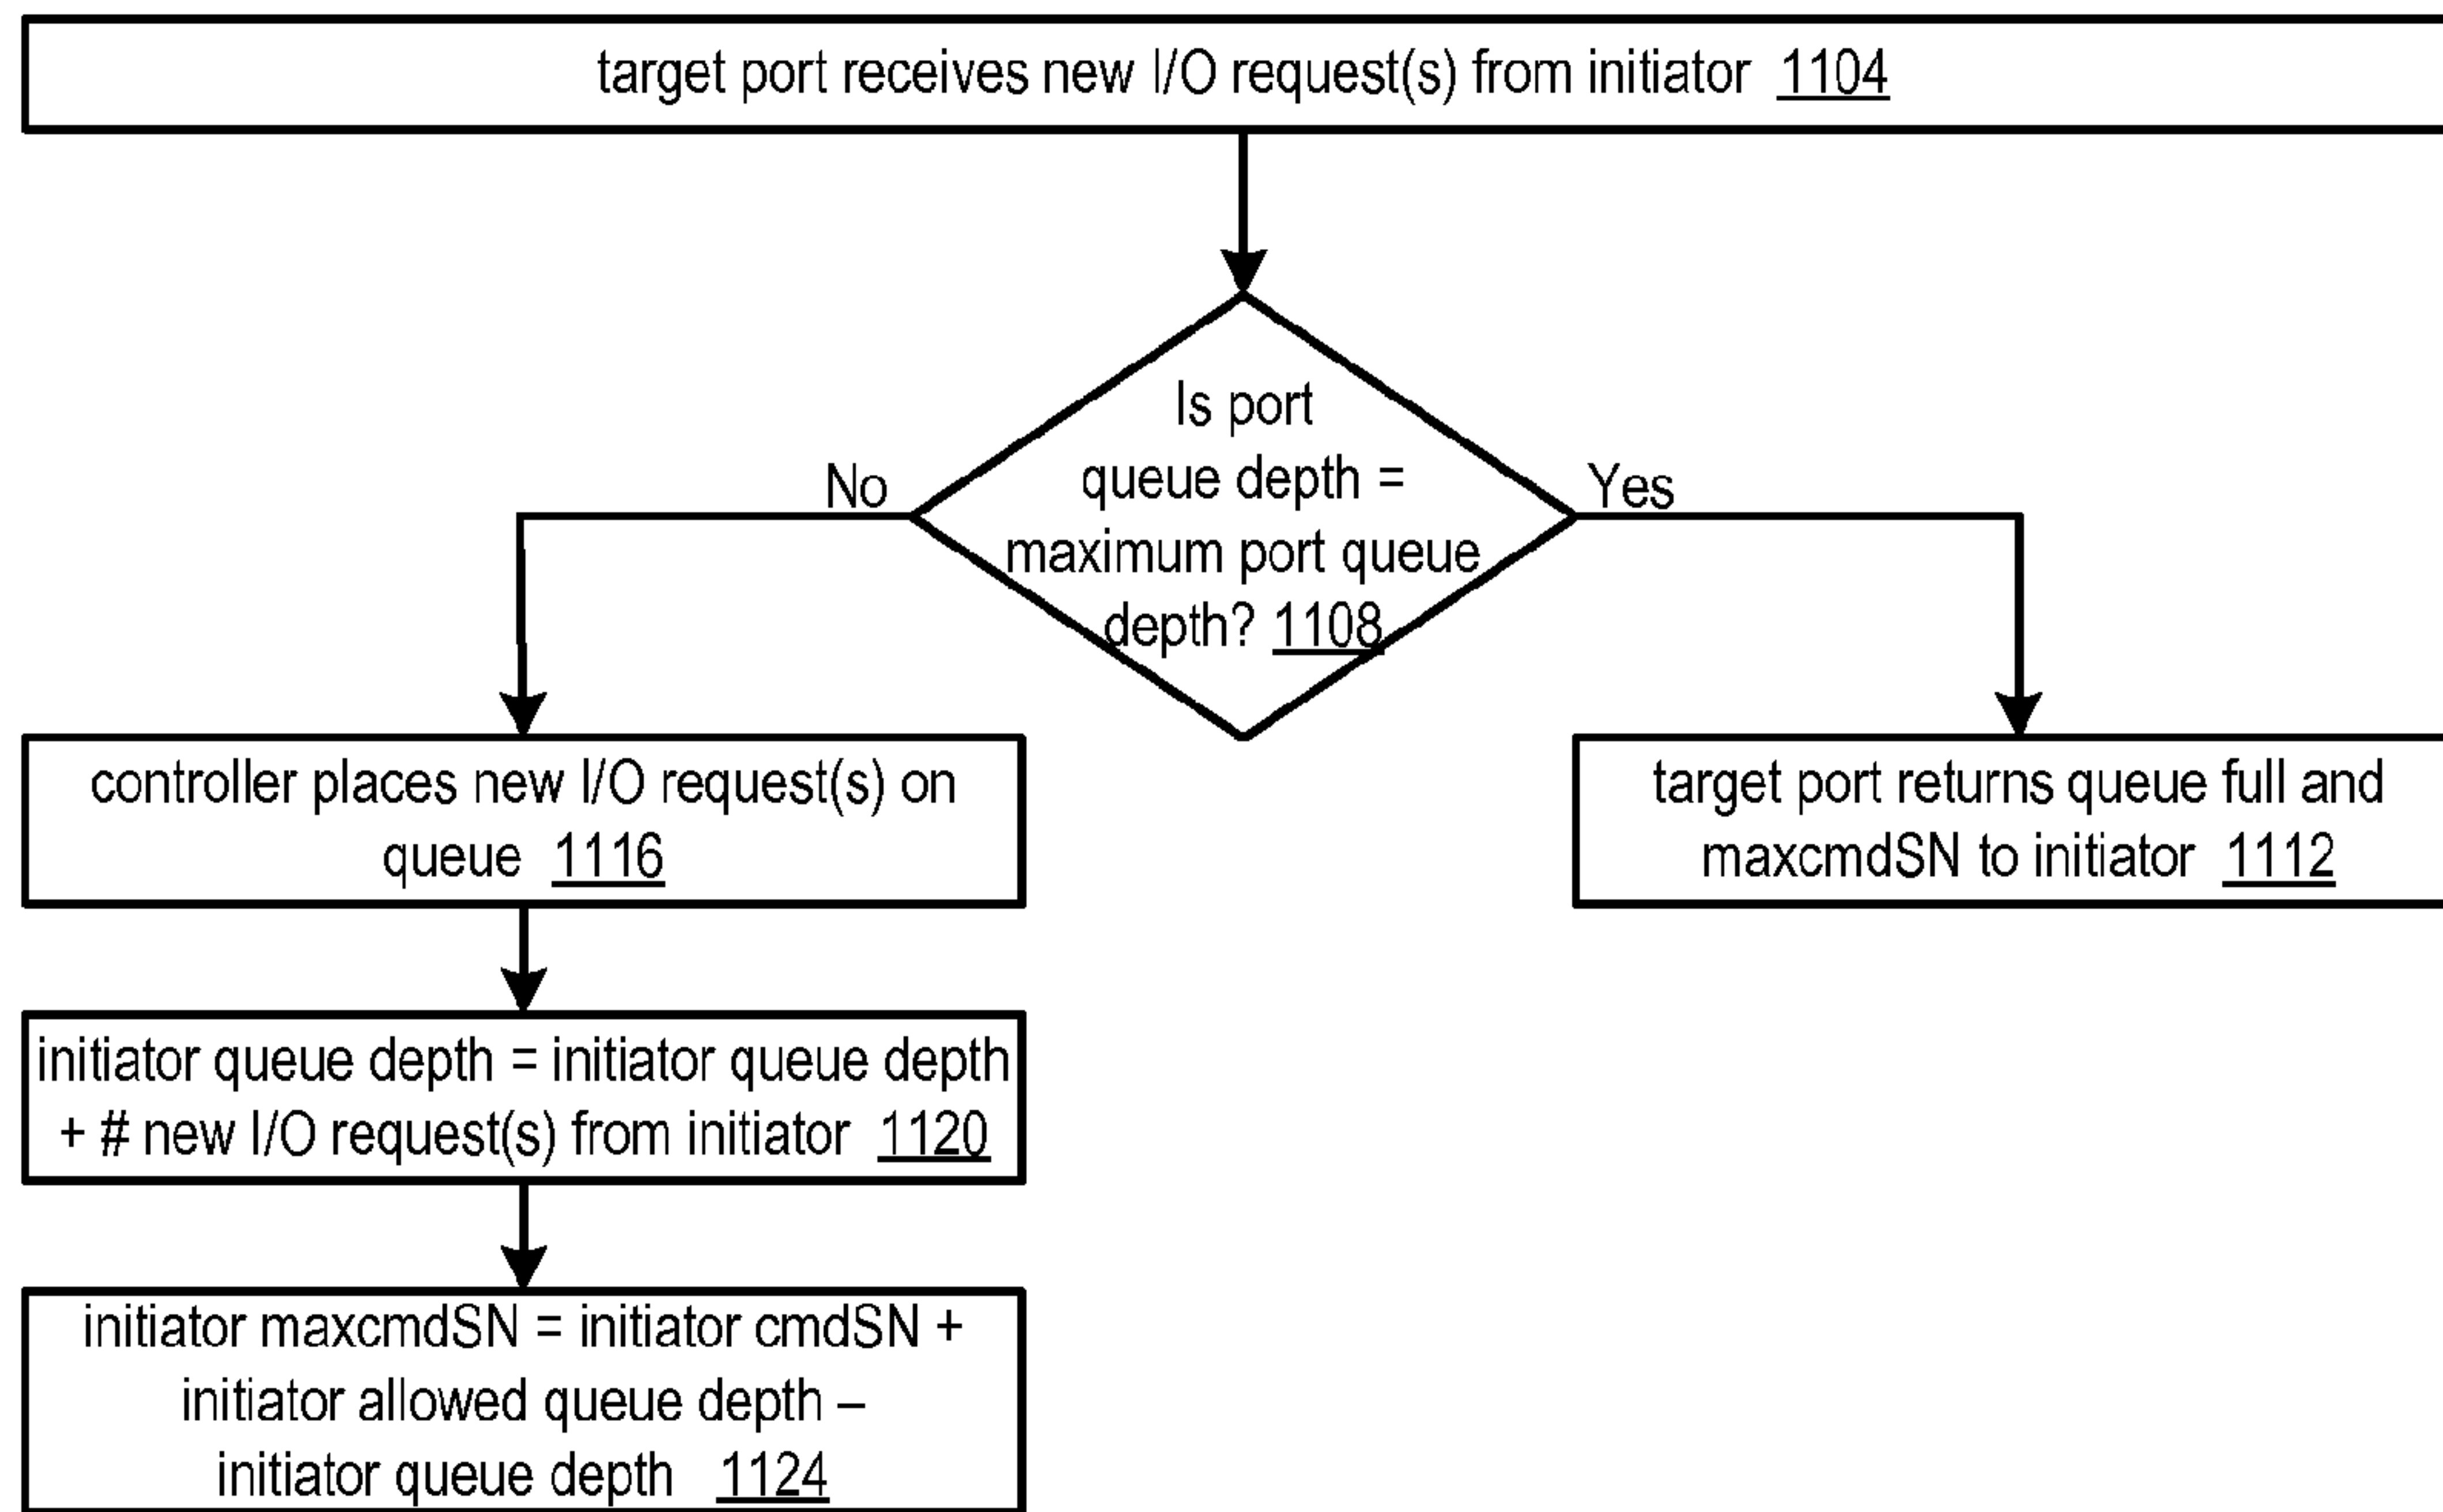 target port receives new I/O request(s) from initiator 1104
Is port
queue depth =
maximum port queue
depth? 1108
No
Yes
controller places new I/O request(s) on
queue 1116
target port returns queue full and
maxcmdSN to initiator 1112
initiator queue depth = initiator queue depth
+ # new I/O request(s) from initiator 1120
initiator maxcmdSN = initiator cmdSN +
initiator allowed queue depth –
initiator queue depth 1124